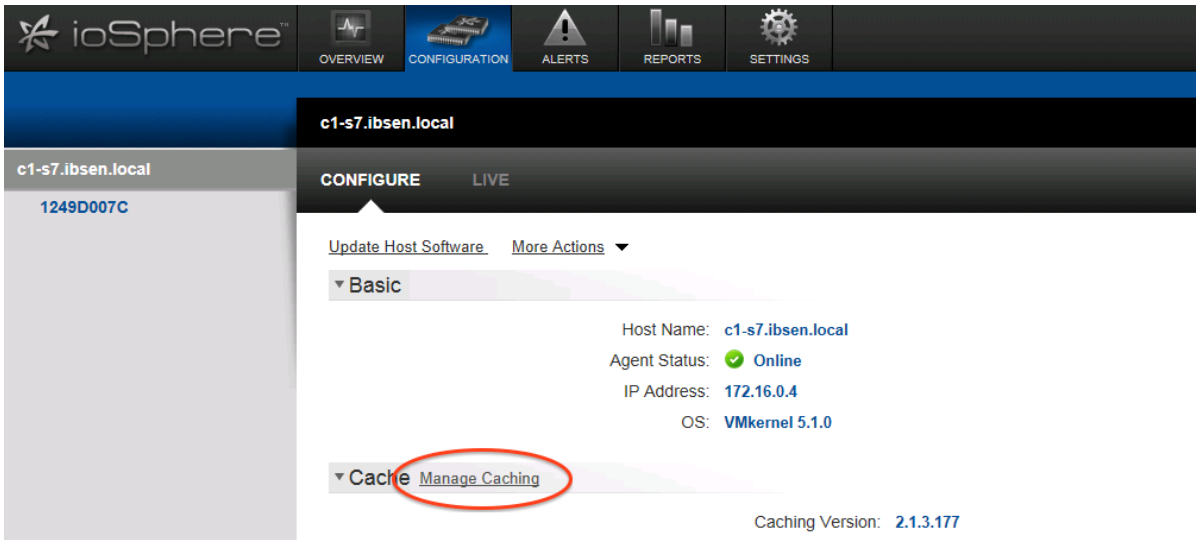 ioSphere™
OVERVIEW CONFIGURATION ALERTS REPORTS SETTINGS
c1-s7.ibsen.local
c1-s7.ibsen.local
1249D007C
CONFIGURE LIVE
Update Host Software More Actions
Basic
Host Name: c1-s7.ibsen.local
Agent Status: Online
IP Address: 172.16.0.4
OS: VMkernel 5.1.0
Cache Manage Caching
Caching Version: 2.1.3.177